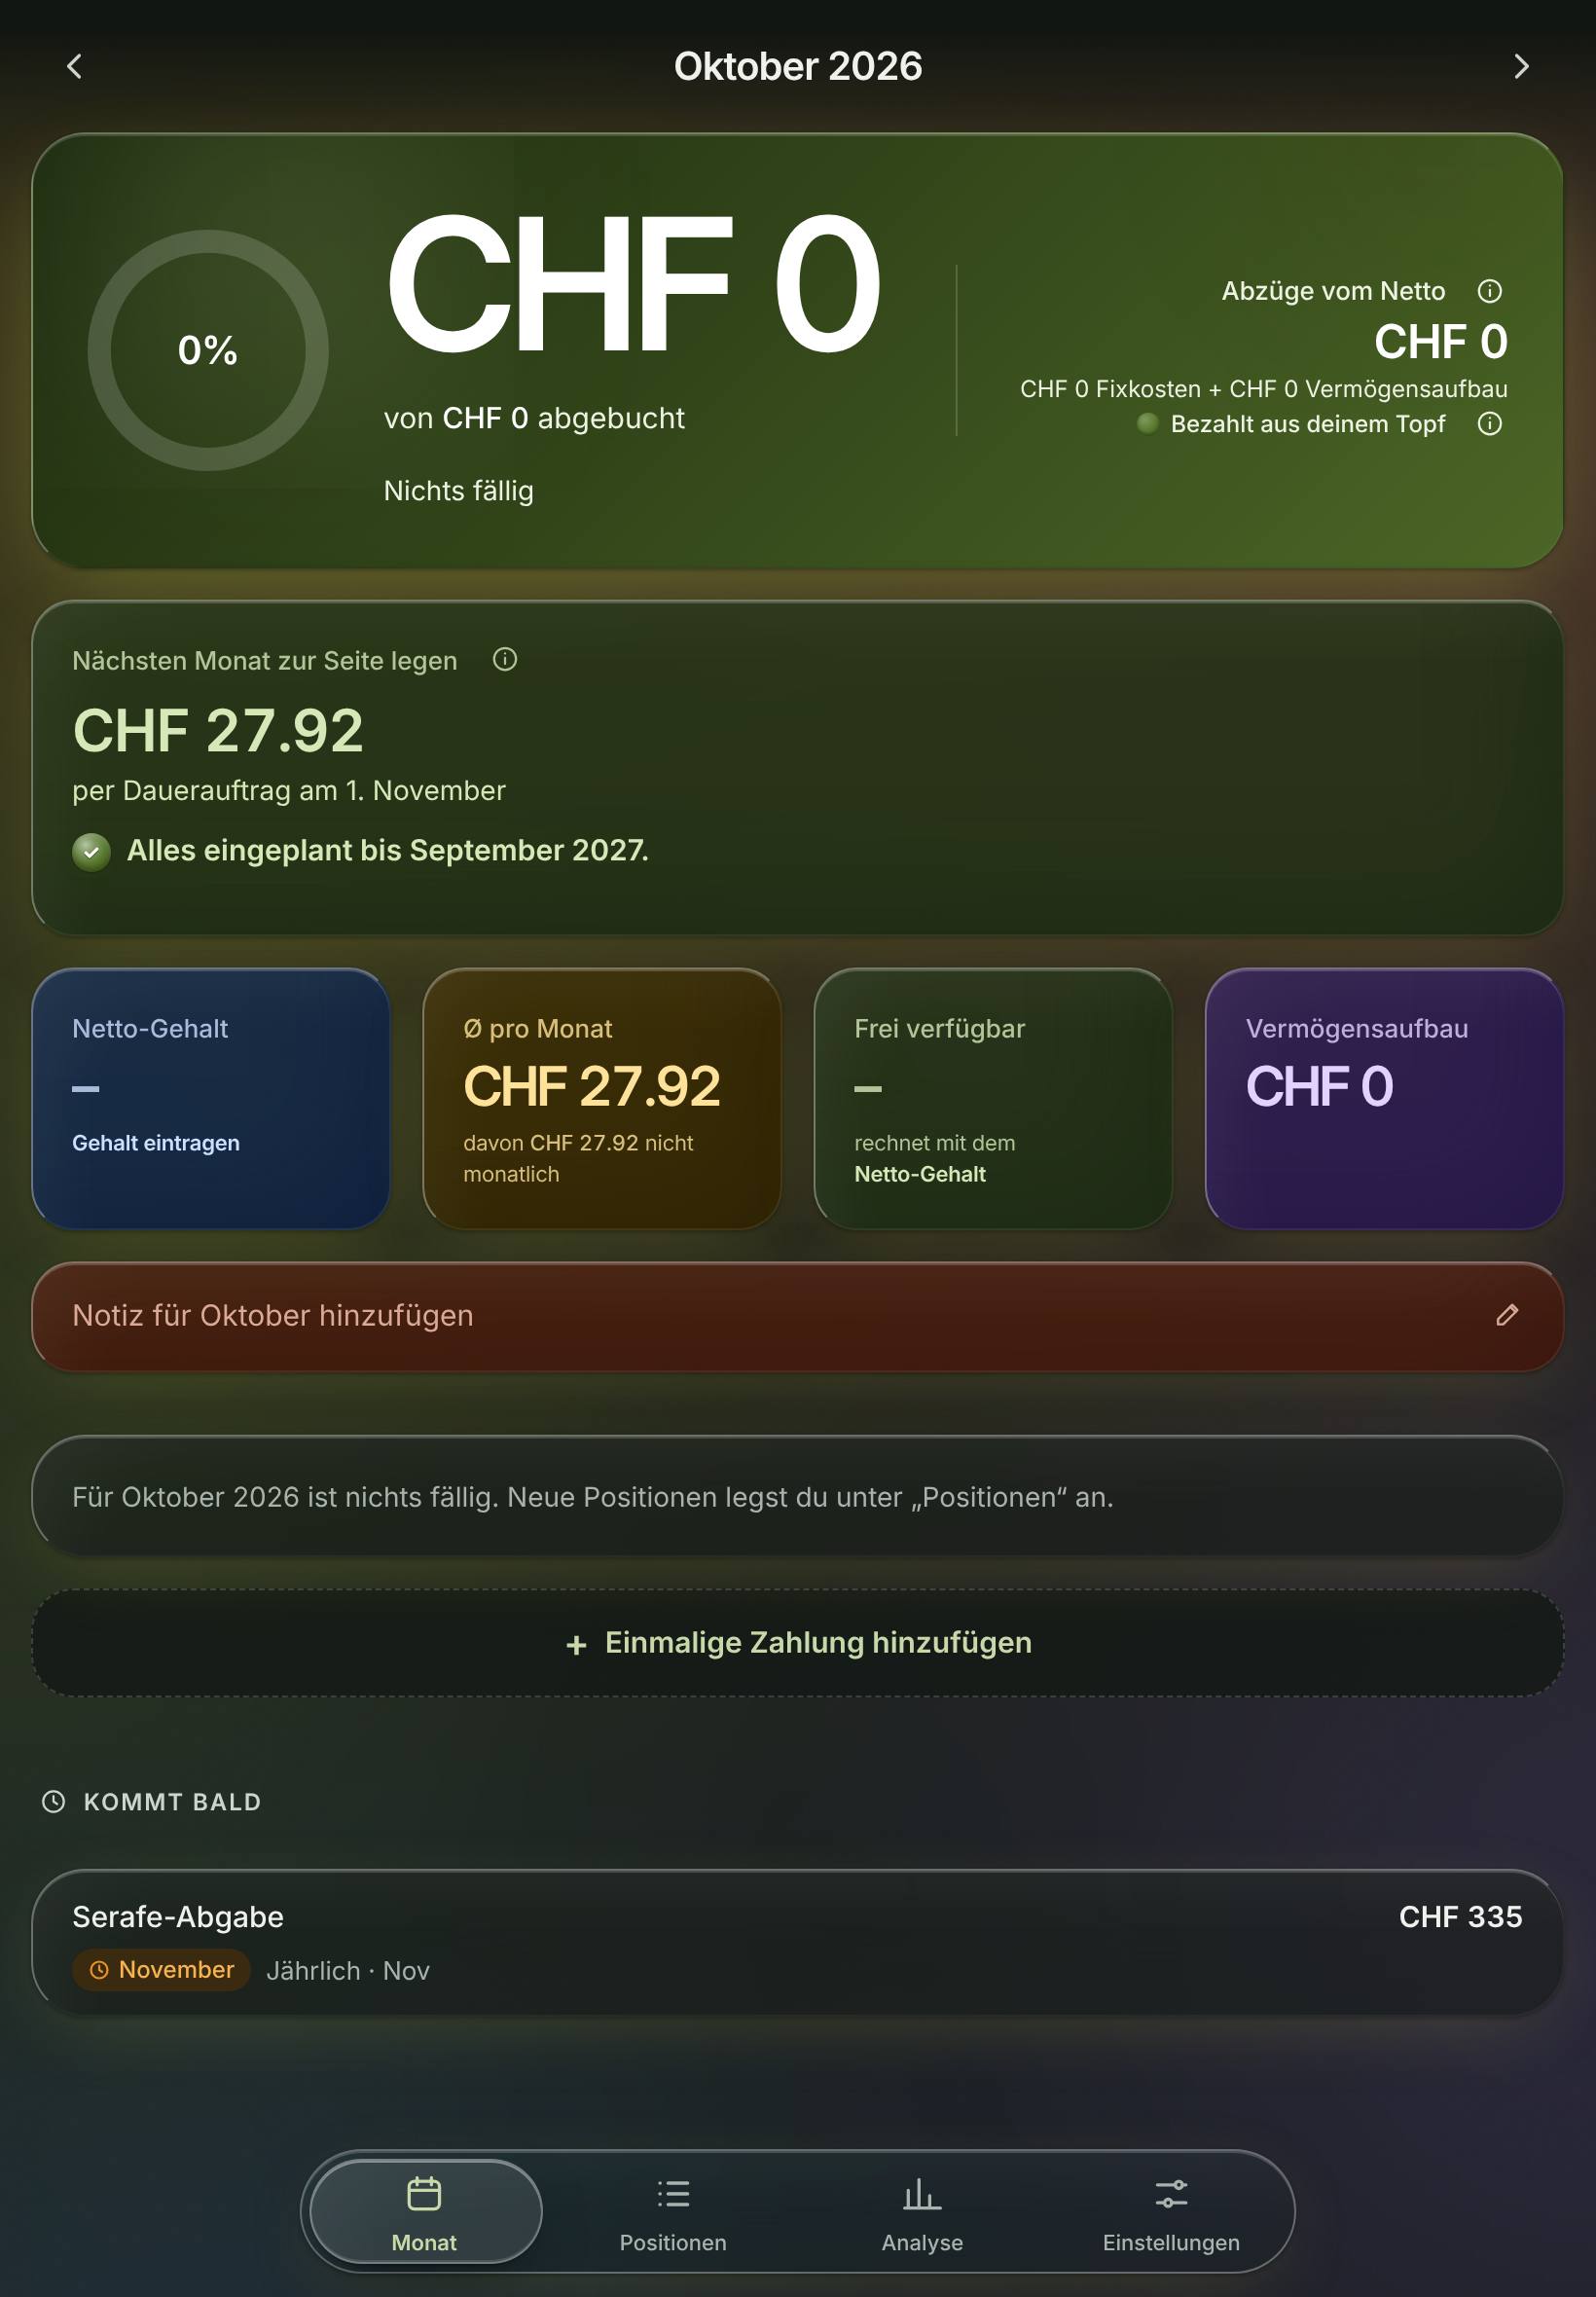 Oktober 2026
0%
CHF 0
von CHF 0 abgebucht
Nichts fällig
Abzüge vom Netto
CHF 0
CHF 0 Fixkosten + CHF 0 Vermögensaufbau
Bezahlt aus deinem Topf
Nächsten Monat zur Seite legen
CHF 27.92
per Dauerauftrag am 1. November
Alles eingeplant bis September 2027.
Netto-Gehalt
–
Gehalt eintragen
Ø pro Monat
CHF 27.92
davon CHF 27.92 nicht
monatlich
Frei verfügbar
–
rechnet mit dem
Netto-Gehalt
Vermögensaufbau
CHF 0
Notiz für Oktober hinzufügen
Für Oktober 2026 ist nichts fällig. Neue Positionen legst du unter „Positionen“ an.
+ Einmalige Zahlung hinzufügen
KOMMT BALD
Serafe-Abgabe
CHF 335
November
Jährlich · Nov
Monat
Positionen
Analyse
Einstellungen